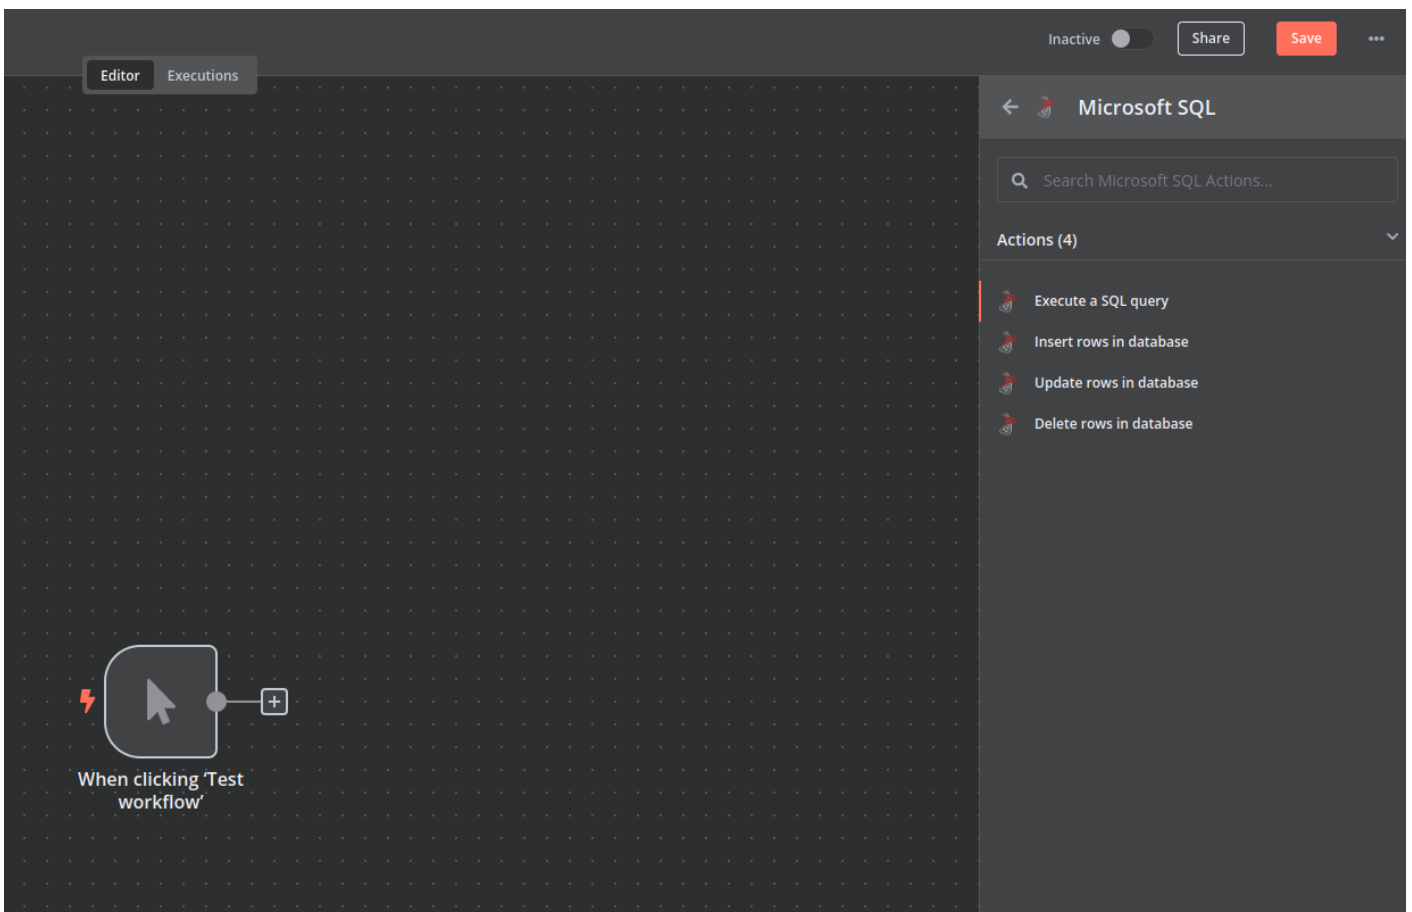 Inactive
Share
Save
Editor
Executions
Microsoft SQL
Search Microsoft SQL Actions...
Actions (4)
Execute a SQL query
Insert rows in database
Update rows in database
Delete rows in database
When clicking ‘Test
workflow’